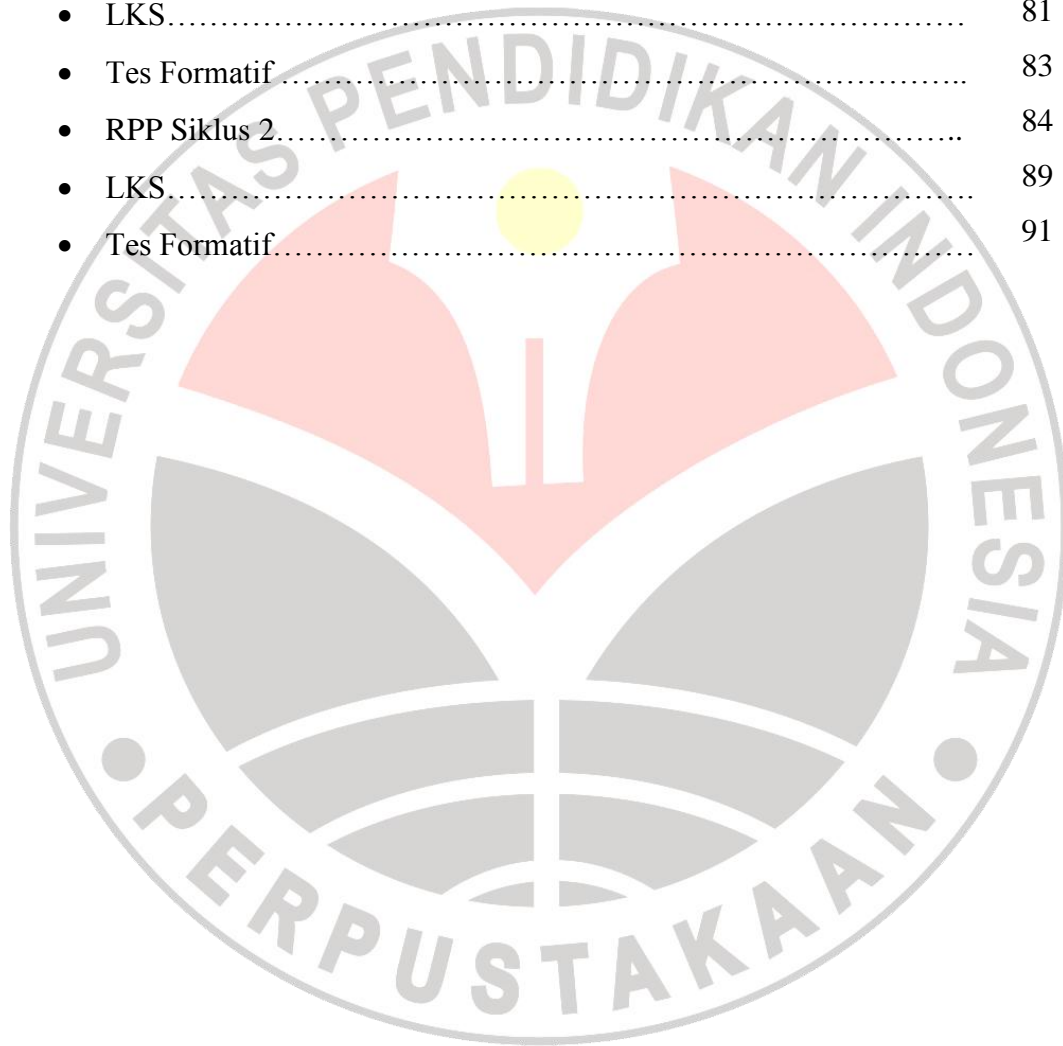 • LKS……………………………………………………………………… 81
• Tes Formatif ………………………………………………………….. 83
• RPP Siklus 2………………………………………………………….. 84
• LKS……………………………………………………………………… 89
• Tes Formatif…………………………………………………………… 91
UNIVERSITAS PENDIDIKAN INDONESIA
• PERPUSTAKAAN •